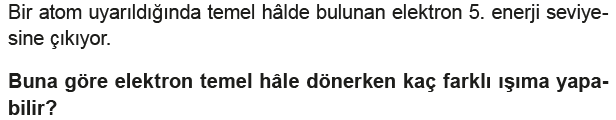 Bir atom uyarıldığında temel hâlde bulunan elektron 5. enerji seviye-
sine çıkıyor.
Buna göre elektron temel hâle dönerken kaç farklı ışıma yapa-
bilir?